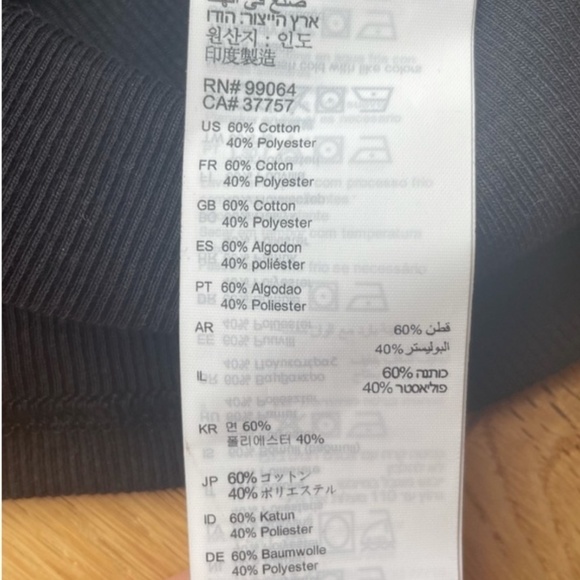 صنع في الهند
ארץ הייצור: הודו
원산지 : 인도
印度製造
RN# 99064
CA# 37757
US 60% Cotton
40% Polyester
FR 60% Coton
40% Polyester
GB 60% Cotton
40% Polyester
ES 60% Algodon
40% poliéster
PT 60% Algodao
40% Poliester
AR قطن 60%
البوليستر 40%
IL כותנה 60%
פוליאסטר 40%
KR 면 60%
폴리에스터 40%
JP 60% コットン
40% ポリエステル
ID 60% Katun
40% Poliester
DE 60% Baumwolle
40% Polyester